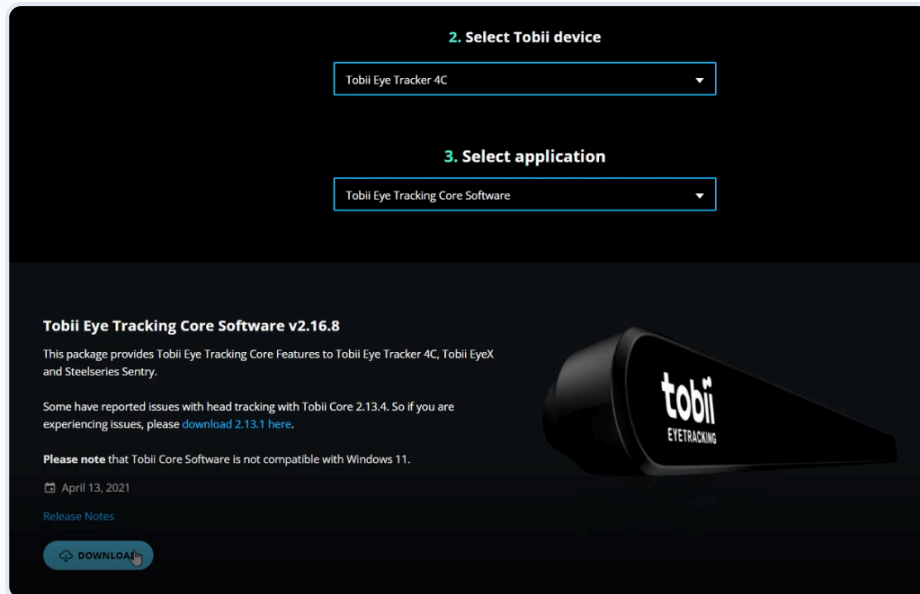 2. Select Tobii device
Tobii Eye Tracker 4C
3. Select application
Tobii Eye Tracking Core Software
Tobii Eye Tracking Core Software v2.16.8
This package provides Tobii Eye Tracking Core Features to Tobii Eye Tracker 4C, Tobii EyeX
and Steelseries Sentry.
Some have reported issues with head tracking with Tobii Core 2.13.4. So if you are
experiencing issues, please download 2.13.1 here.
Please note that Tobii Core Software is not compatible with Windows 11.
April 13, 2021
Release Notes
DOWNLOAD
tobii
EYETRACKING